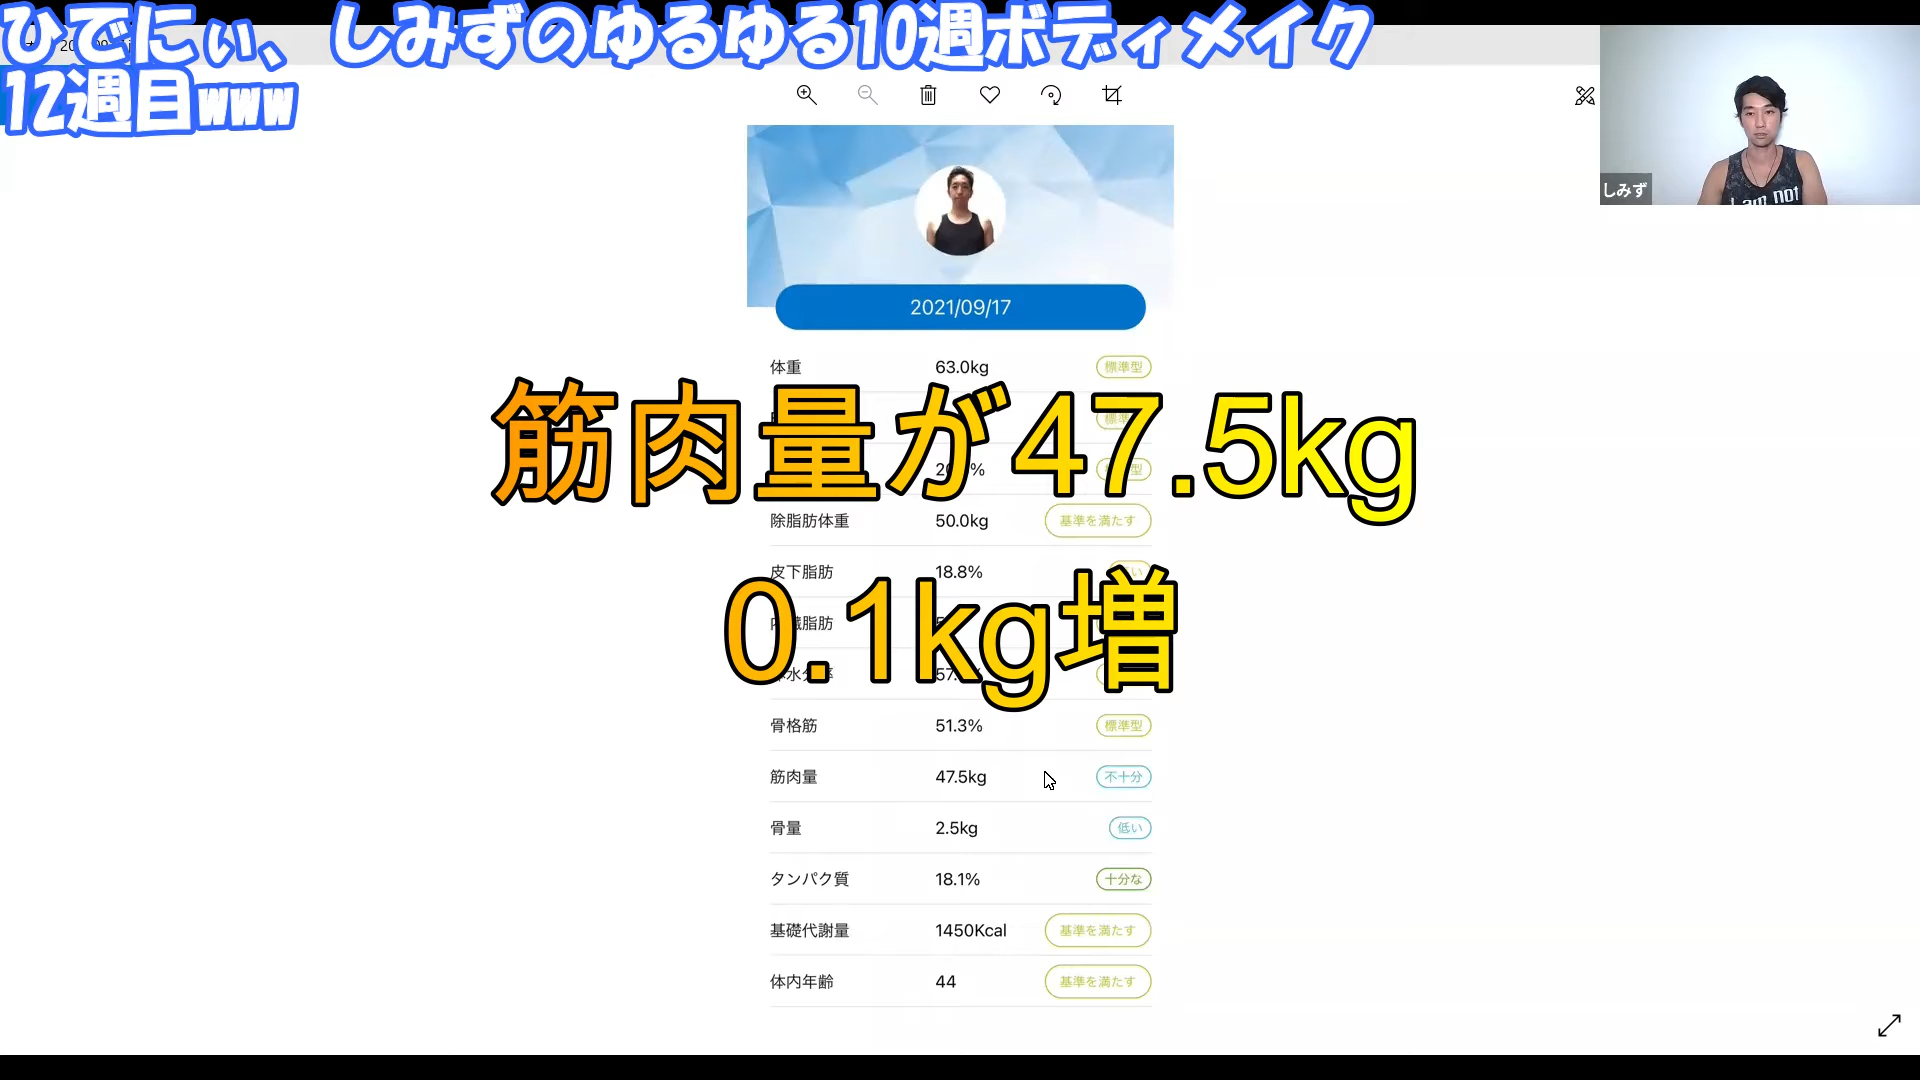 ひでにぃ、しみずのゆるゆる10週ボディメイク
12週目www
しみず
I am not
2021/09/17
体重 63.0kg 標準型
筋肉量が47.5kg
除脂肪体重 50.0kg 基準を満たす
皮下脂肪 18.8%
0.1kg増
骨格筋 51.3% 標準型
筋肉量 47.5kg 不十分
骨量 2.5kg 低い
タンパク質 18.1% 十分な
基礎代謝量 1450Kcal 基準を満たす
体内年齢 44 基準を満たす